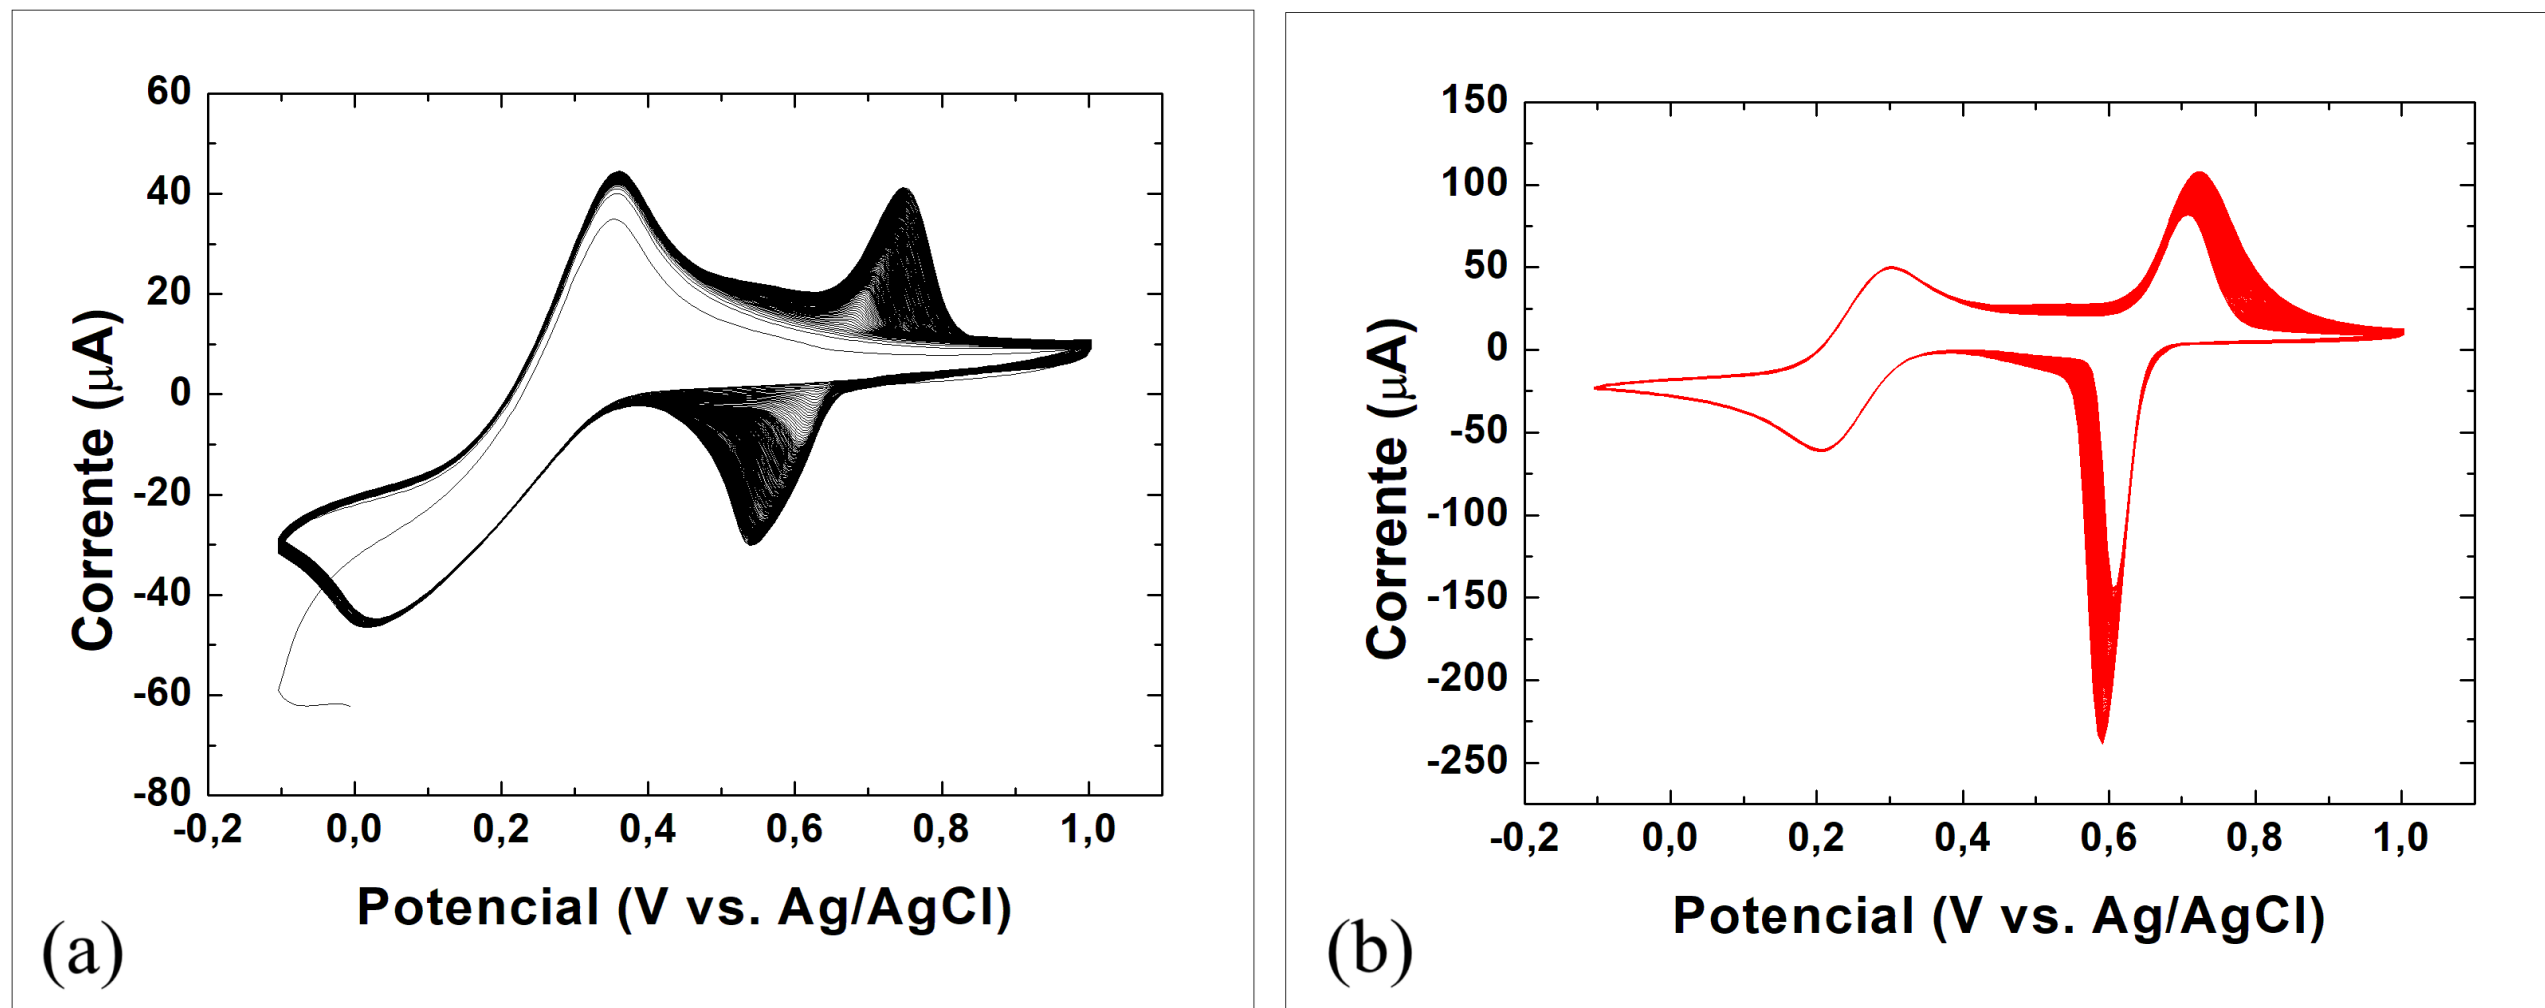 60
40
20
0
-20
-40
-60
-80
-0,2 0,0 0,2 0,4 0,6 0,8 1,0
Corrente (µA)
Potencial (V vs. Ag/AgCl)
(a)
150
100
50
0
-50
-100
-150
-200
-250
-0,2 0,0 0,2 0,4 0,6 0,8 1,0
Corrente (µA)
Potencial (V vs. Ag/AgCl)
(b)